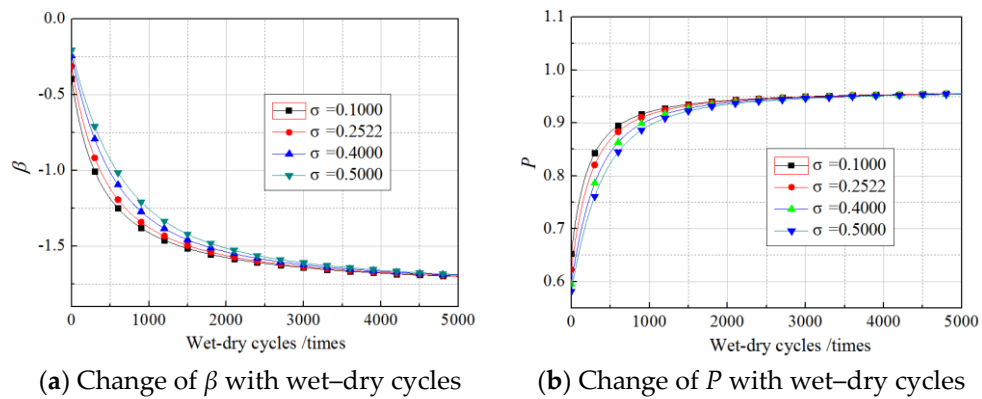 0.0
-0.5
-1.0
-1.5
β
0 1000 2000 3000 4000 5000
Wet-dry cycles /times
σ =0.1000
σ =0.2522
σ =0.4000
σ =0.5000
(a) Change of β with wet–dry cycles
1.1
1.0
0.9
0.8
0.7
0.6
P
0 1000 2000 3000 4000 5000
Wet-dry cycles /times
σ =0.1000
σ =0.2522
σ =0.4000
σ =0.5000
(b) Change of P with wet–dry cycles